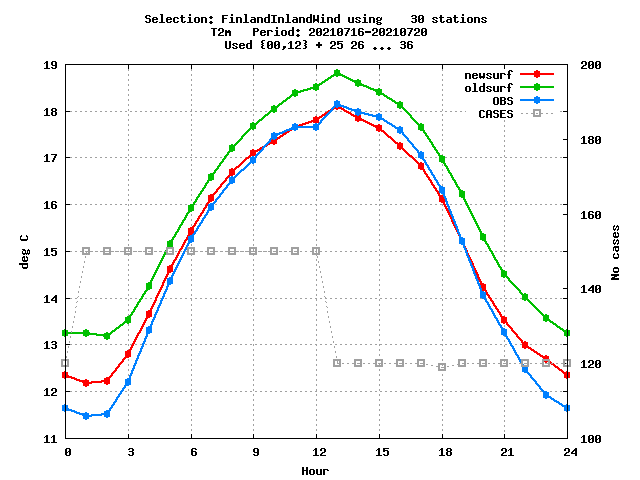 Selection: FinlandInlandWind using    30 stations
T2m   Period: 20210716-20210720
Used {00,12} + 25 26 ... 36
newsurf
oldsurf
OBS
CASES
19
18
17
16
15
14
13
12
11
200
180
160
140
120
100
0
3
6
9
12
15
18
21
24
deg C
No cases
Hour